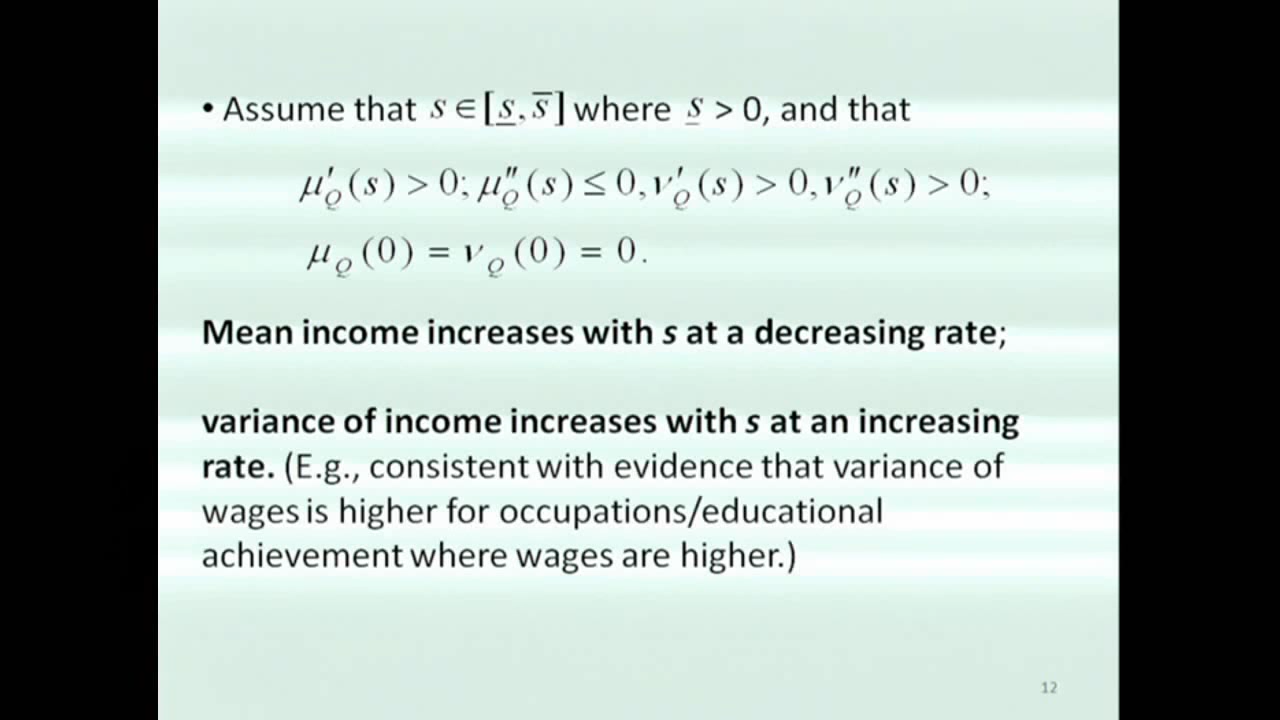 • Assume that s ∈ [s̲, s̅] where s̲ > 0, and that
μ′_Q(s) > 0; μ″_Q(s) ≤ 0, ν′_Q(s) > 0, ν″_Q(s) > 0;
μ_Q(0) = ν_Q(0) = 0.
Mean income increases with s at a decreasing rate;
variance of income increases with s at an increasing
rate. (E.g., consistent with evidence that variance of
wages is higher for occupations/educational
achievement where wages are higher.)
12